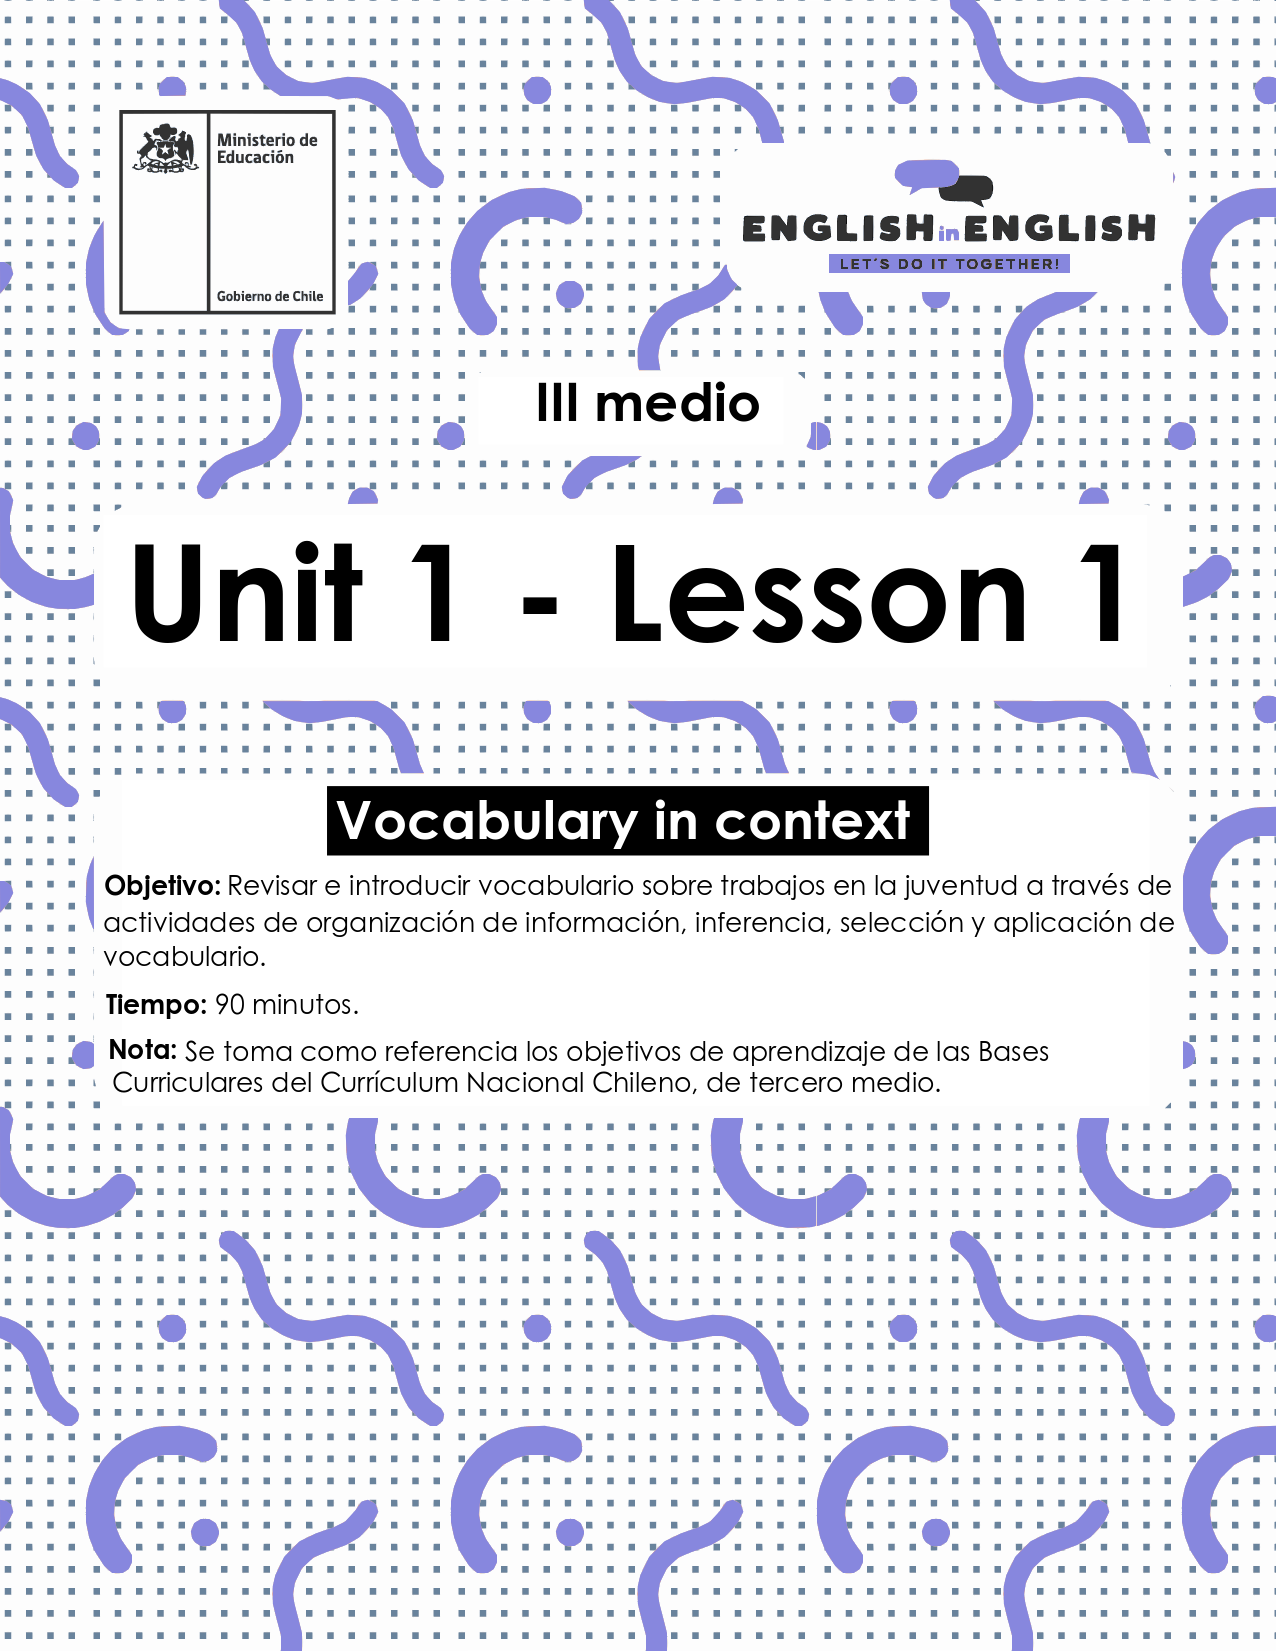 Ministerio de
Educación
Gobierno de Chile
ENGLISH in ENGLISH
LET´S DO IT TOGETHER!
III medio
Unit 1 - Lesson 1
Vocabulary in context
Objetivo: Revisar e introducir vocabulario sobre trabajos en la juventud a través de
actividades de organización de información, inferencia, selección y aplicación de
vocabulario.
Tiempo: 90 minutos.
Nota: Se toma como referencia los objetivos de aprendizaje de las Bases
Curriculares del Currículum Nacional Chileno, de tercero medio.